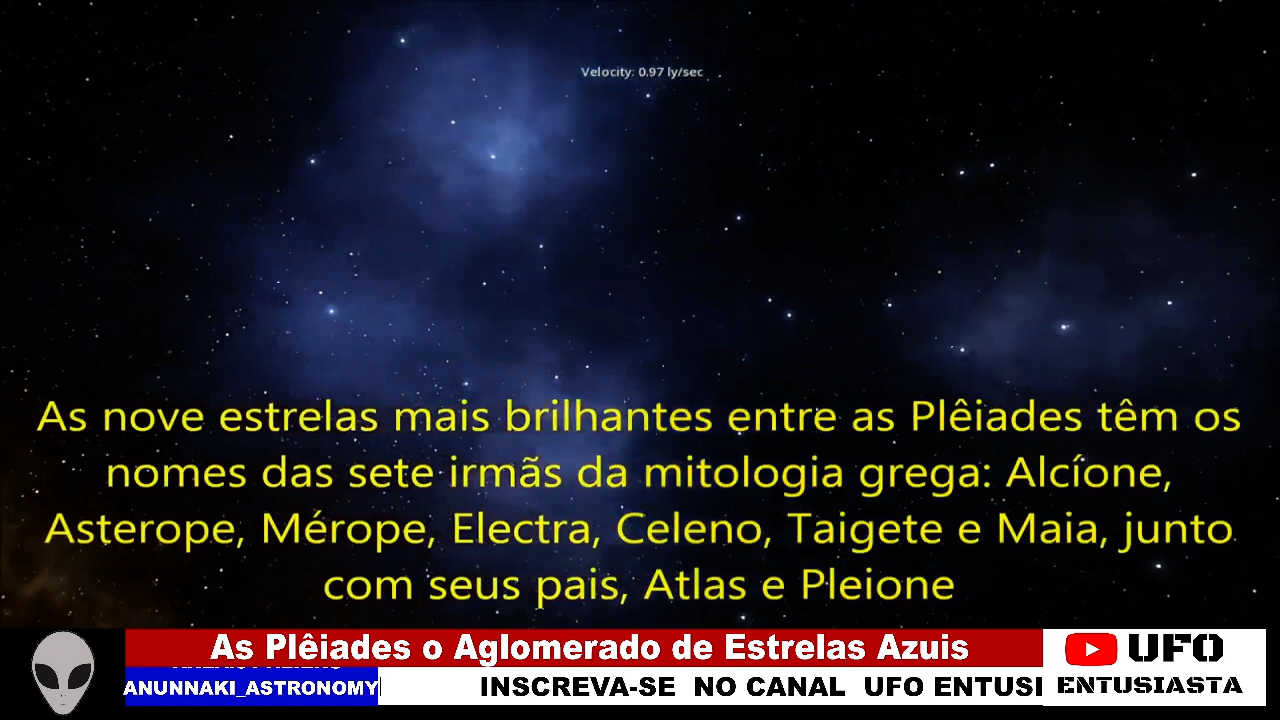 Velocity: 0.97 ly/sec
As nove estrelas mais brilhantes entre as Plêiades têm os
nomes das sete irmãs da mitologia grega: Alcíone,
Asterope, Mérope, Electra, Celeno, Taigete e Maia, junto
com seus pais, Atlas e Pleione
As Plêiades o Aglomerado de Estrelas Azuis
ANUNNAKI_ASTRONOMY
INSCREVA-SE NO CANAL UFO ENTUSI
UFO
ENTUSIASTA